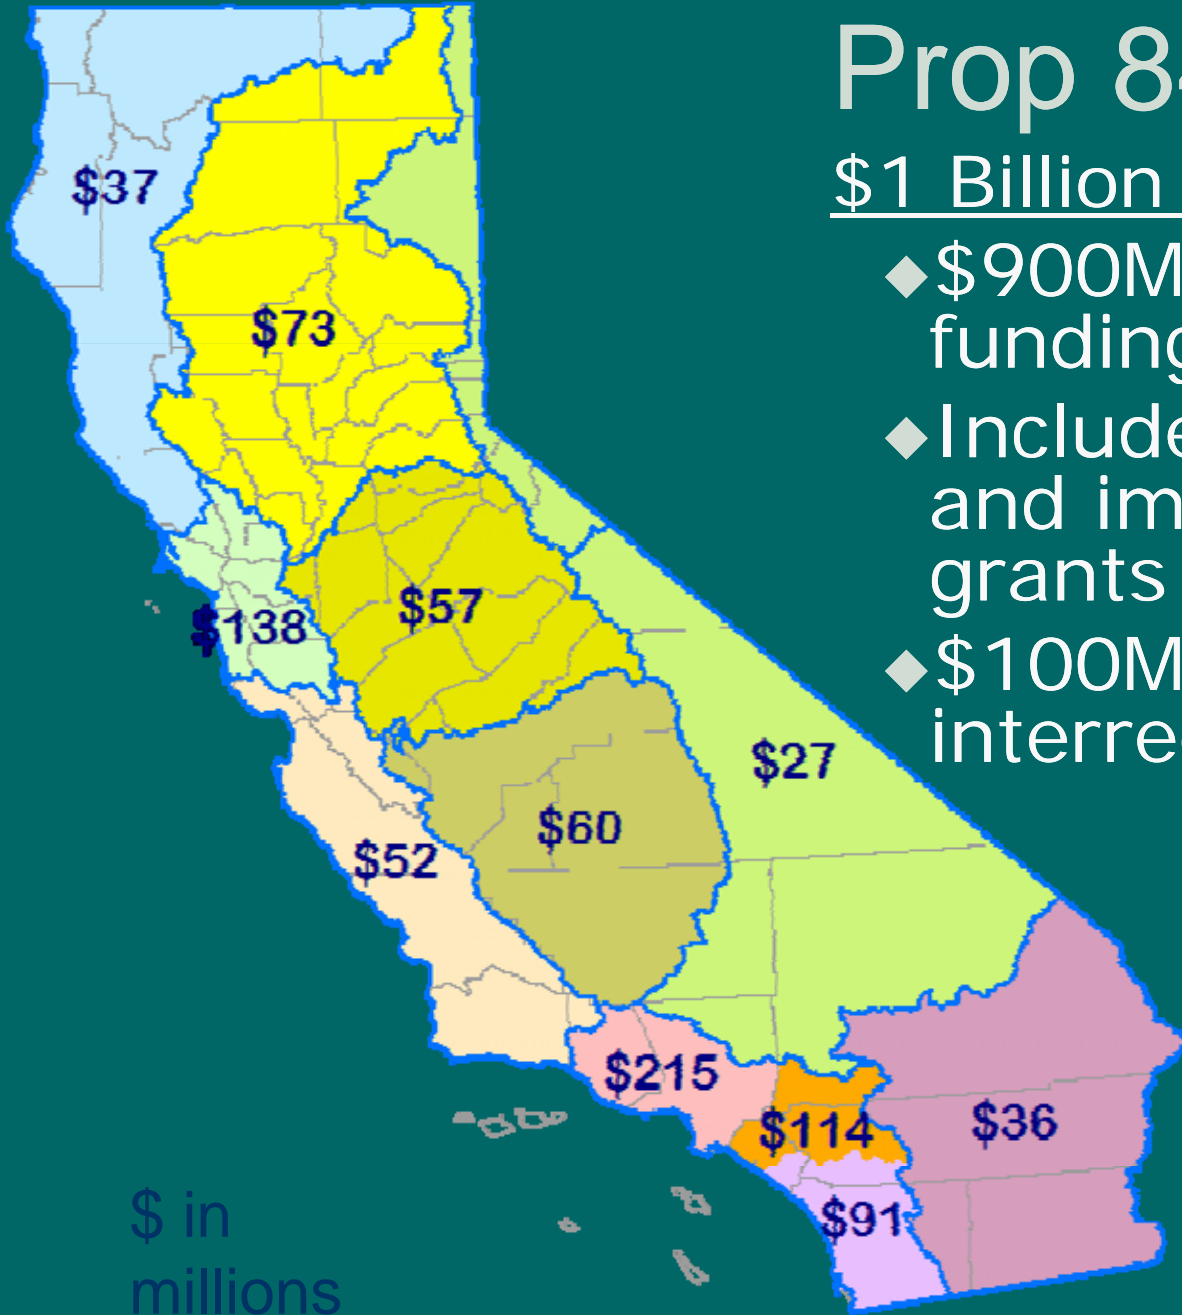 Prop 8
$1 Billion
◆$900M
funding
◆Include
and im
grants
◆$100M
interre
$37
$73
$57
$138
$27
$60
$52
$215
$114
$36
$91
$ in
millions